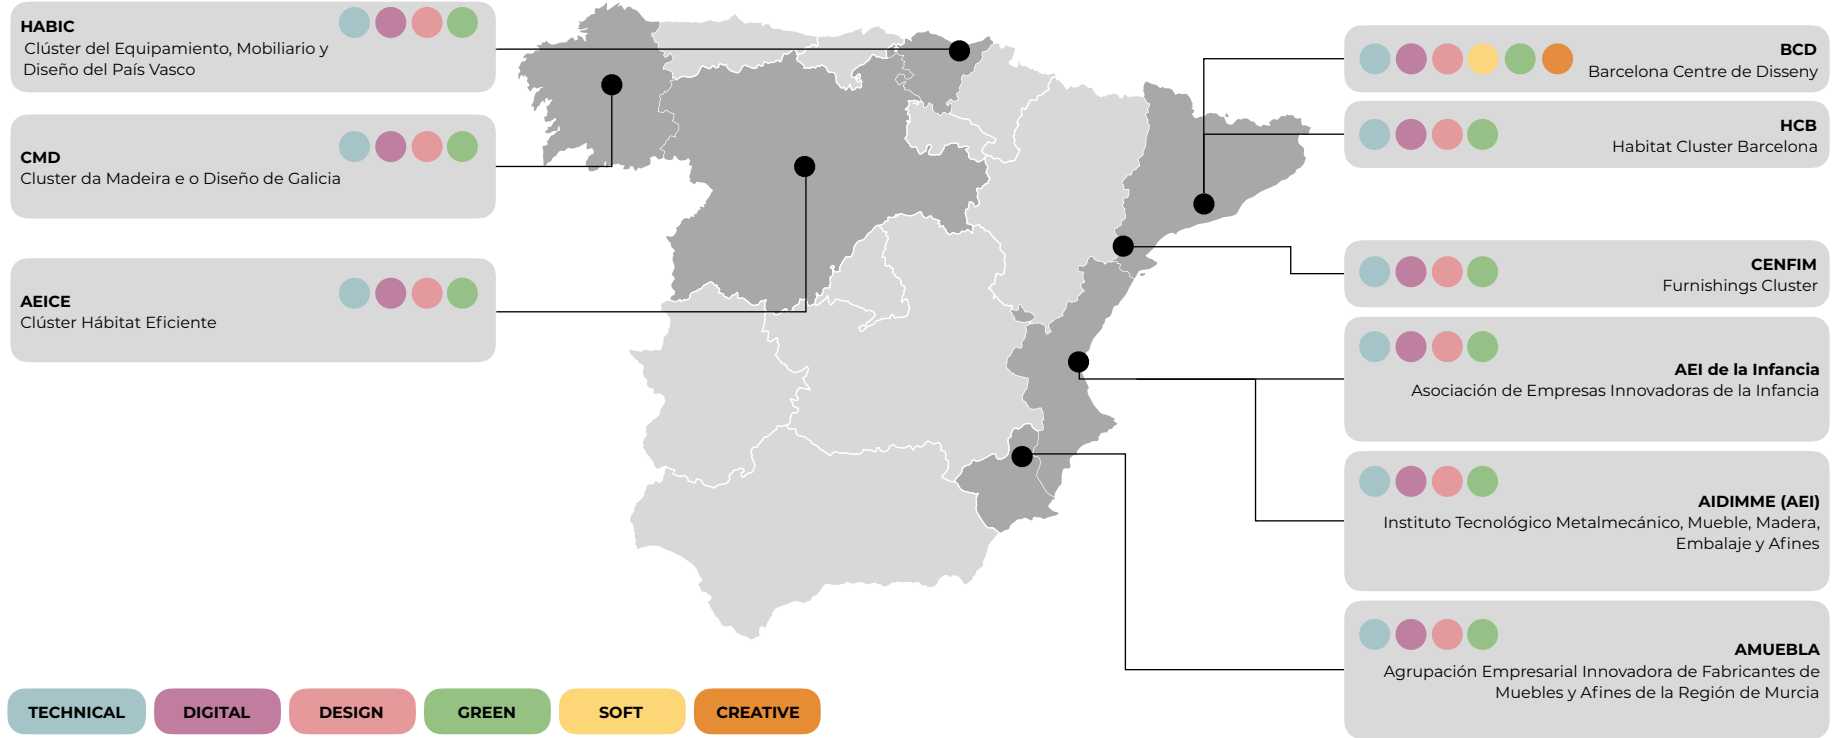 HABIC
Clúster del Equipamiento, Mobiliario y
Diseño del País Vasco
CMD
Cluster da Madeira e o Diseño de Galicia
AEICE
Clúster Hábitat Eficiente
BCD
Barcelona Centre de Disseny
HCB
Habitat Cluster Barcelona
CENFIM
Furnishings Cluster
AEI de la Infancia
Asociación de Empresas Innovadoras de la Infancia
AIDIMME (AEI)
Instituto Tecnológico Metalmecánico, Mueble, Madera,
Embalaje y Afines
AMUEBLA
Agrupación Empresarial Innovadora de Fabricantes de
Muebles y Afines de la Región de Murcia
TECHNICAL
DIGITAL
DESIGN
GREEN
SOFT
CREATIVE